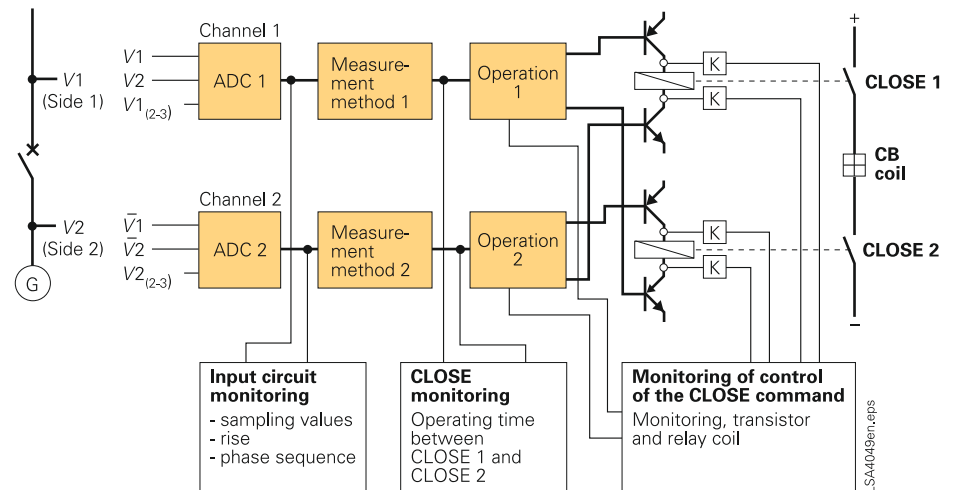 V1
(Side 1)
V2
(Side 2)
G
Channel 1
V1
V2
V1(2-3)
ADC 1
Measure-
ment
method 1
Operation
1
K
K
CLOSE 1
+
CB
coil
Channel 2
V̅1
V̅2
V2(2-3)
ADC 2
Measure-
ment
method 2
Operation
2
K
K
CLOSE 2
–
Input circuit
monitoring
- sampling values
- rise
- phase sequence
CLOSE
monitoring
Operating time
between
CLOSE 1 and
CLOSE 2
Monitoring of control
of the CLOSE command
Monitoring, transistor
and relay coil
LSA4049en.eps